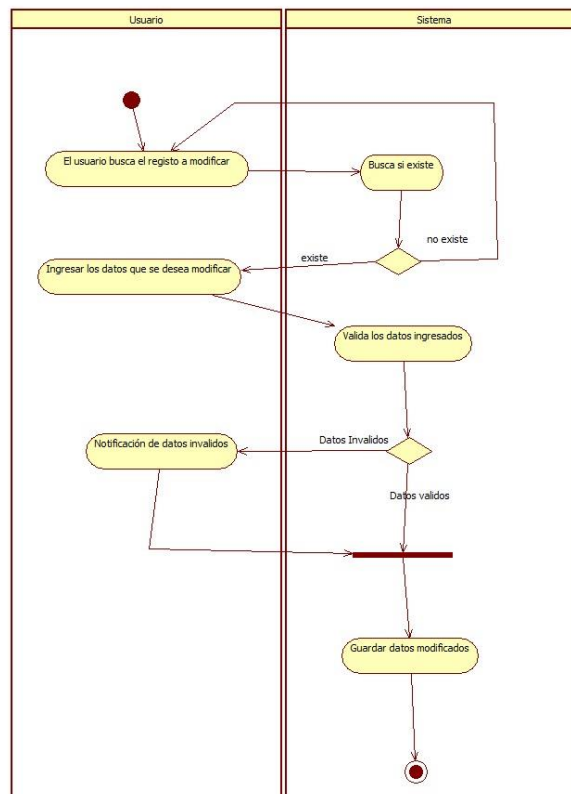 Usuario
Sistema
El usuario busca el registo a modificar
Busca si existe
no existe
existe
Ingresar los datos que se desea modificar
Valida los datos ingresados
Datos Invalidos
Notificación de datos invalidos
Datos validos
Guardar datos modificados